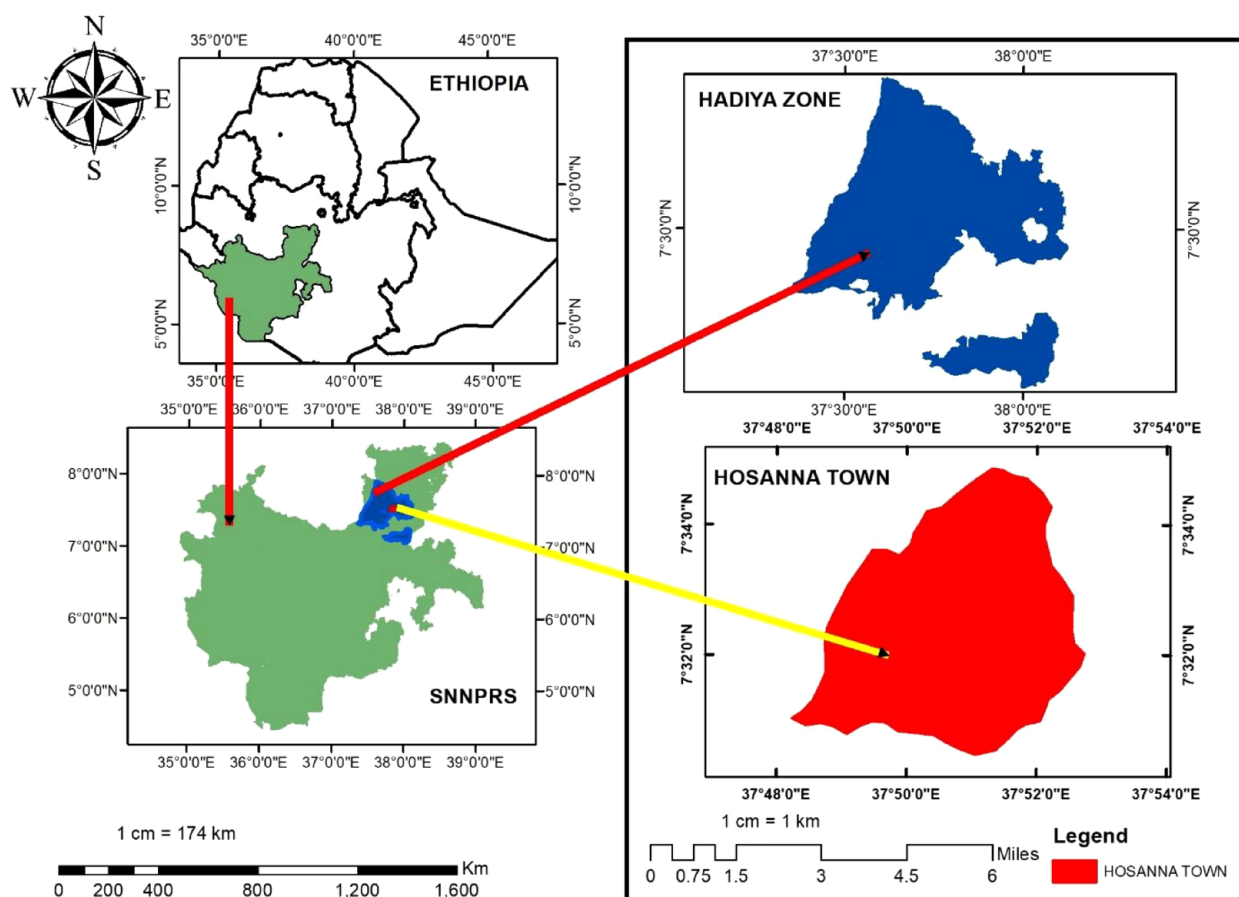 N
W E
S
35°0'0"E 40°0'0"E 45°0'0"E
ETHIOPIA
10°0'0"N 10°0'0"N
5°0'0"N 5°0'0"N
35°0'0"E 40°0'0"E 45°0'0"E
37°30'0"E 38°0'0"E
HADIYA ZONE
7°30'0"N 7°30'0"N
37°30'0"E 38°0'0"E
35°0'0"E 36°0'0"E 37°0'0"E 38°0'0"E 39°0'0"E
8°0'0"N 8°0'0"N
7°0'0"N 7°0'0"N
6°0'0"N 6°0'0"N
5°0'0"N 5°0'0"N
SNNPRS
35°0'0"E 36°0'0"E 37°0'0"E 38°0'0"E 39°0'0"E
37°48'0"E 37°50'0"E 37°52'0"E 37°54'0"E
HOSANNA TOWN
7°34'0"N 7°34'0"N
7°32'0"N 7°32'0"N
37°48'0"E 37°50'0"E 37°52'0"E 37°54'0"E
1 cm = 174 km
Km
0 200 400 800 1.200 1.600
1 cm = 1 km
Miles
0 0.75 1.5 3 4.5 6
Legend
HOSANNA TOWN